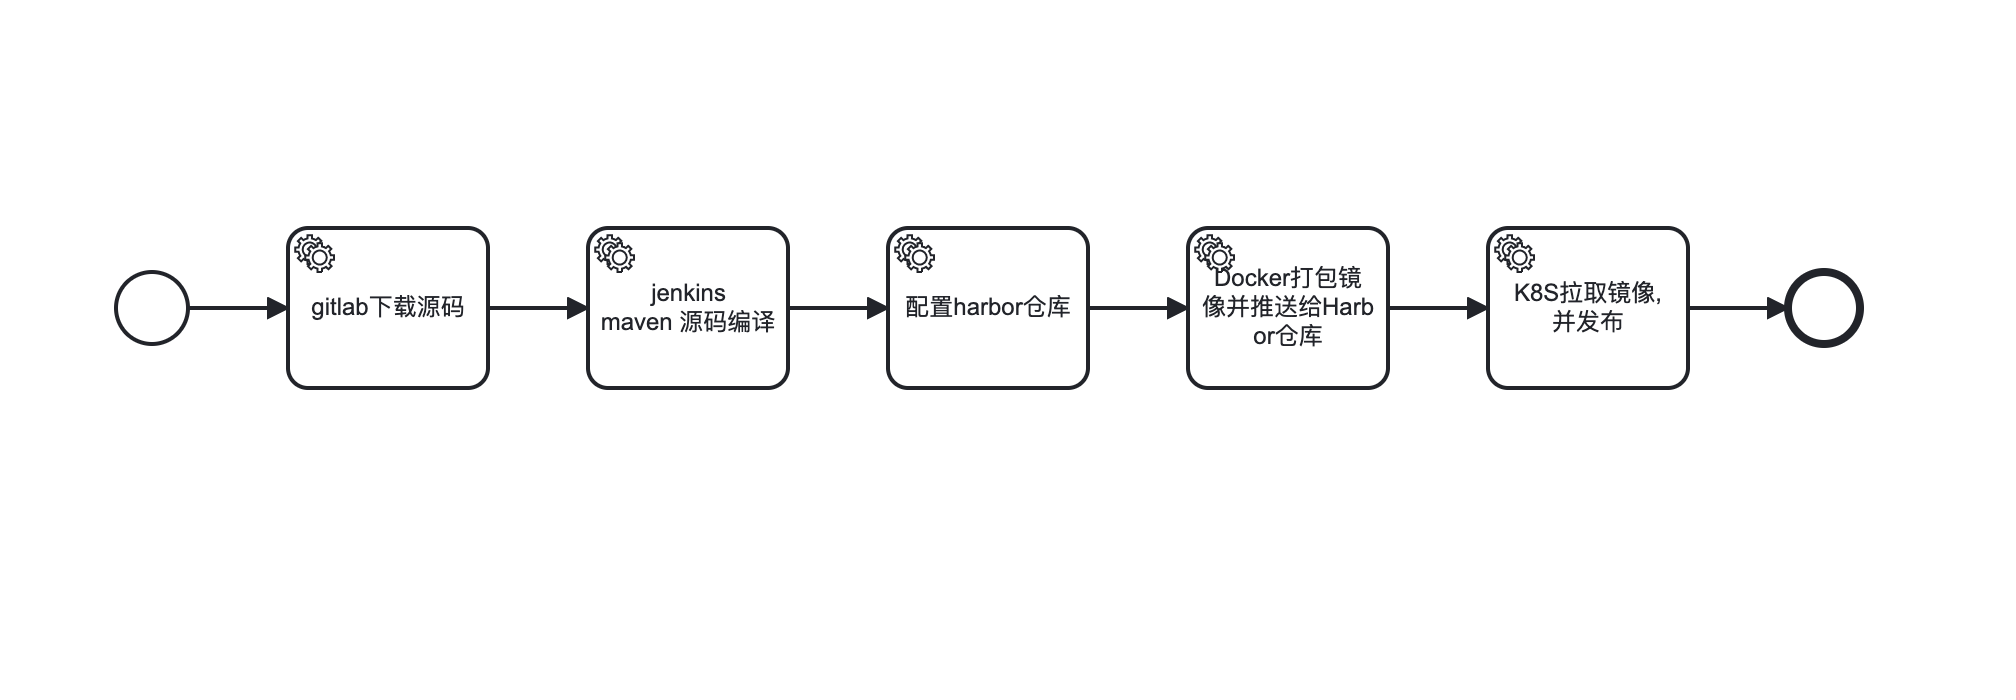 gitlab下载源码
jenkins
maven 源码编译
配置harbor仓库
Docker打包镜
像并推送给Harb
or仓库
K8S拉取镜像,
并发布